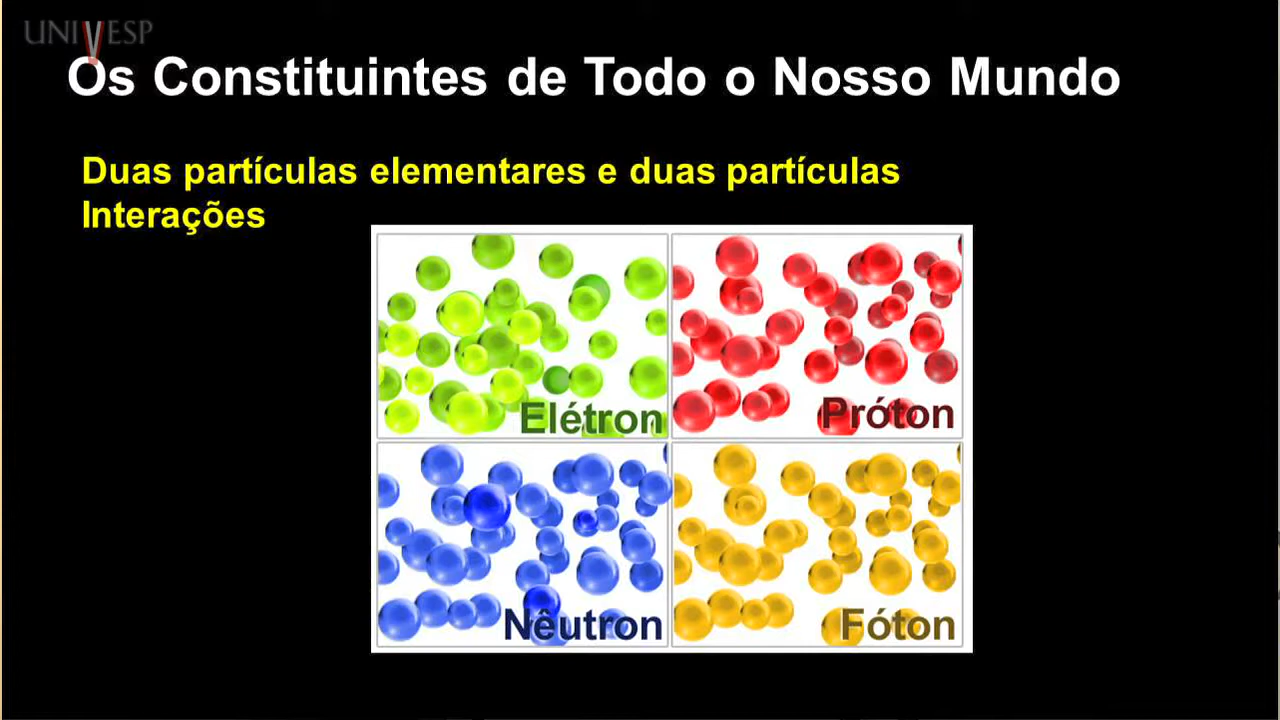 UNIVESP
Os Constituintes de Todo o Nosso Mundo
Duas partículas elementares e duas partículas
Interações
Elétron
Próton
Nêutron
Fóton